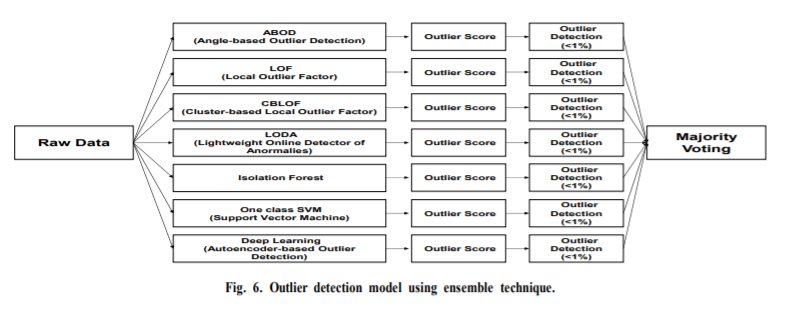 Raw Data
ABOD
(Angle-based Outlier Detection)
Outlier Score
Outlier
Detection
(<1%)
LOF
(Local Outlier Factor)
Outlier Score
Outlier
Detection
(<1%)
CBLOF
(Cluster-based Local Outlier Factor)
Outlier Score
Outlier
Detection
(<1%)
LODA
(Lightweight Online Detector of
Anormalies)
Outlier Score
Outlier
Detection
(<1%)
Isolation Forest
Outlier Score
Outlier
Detection
(<1%)
One class SVM
(Support Vector Machine)
Outlier Score
Outlier
Detection
(<1%)
Deep Learning
(Autoencoder-based Outlier
Detection)
Outlier Score
Outlier
Detection
(<1%)
Majority
Voting
Fig. 6. Outlier detection model using ensemble technique.